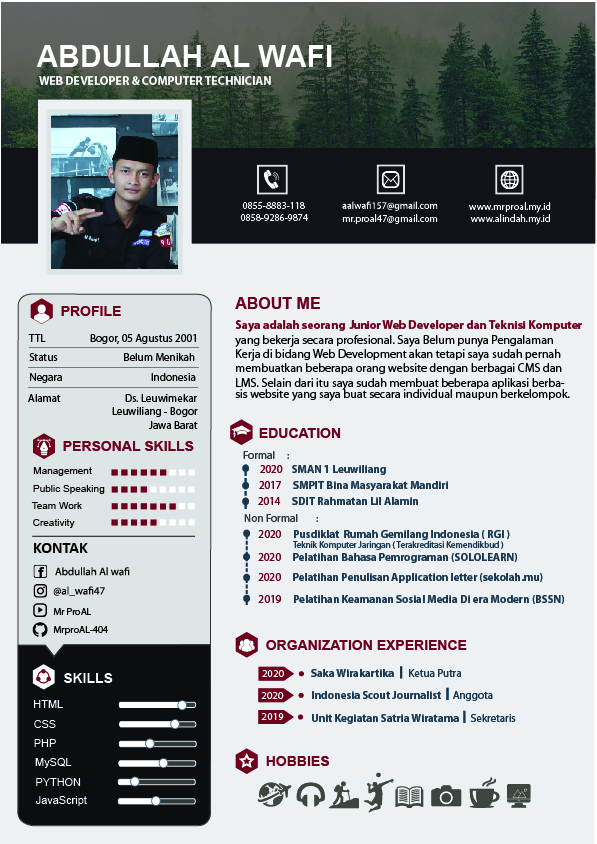 ABDULLAH AL WAFI
WEB DEVELOPER & COMPUTER TECHNICIAN
0855-8883-118
0858-9286-9874
aalwafi157@gmail.com
mr.proal47@gmail.com
www.mrproal.my.id
www.alindah.my.id
PROFILE
TTL Bogor, 05 Agustus 2001
Status Belum Menikah
Negara Indonesia
Alamat Ds. Leuwimekar
Leuwiliang - Bogor
Jawa Barat
PERSONAL SKILLS
Management
Public Speaking
Team Work
Creativity
KONTAK
Abdullah Al wafi
@al_wafi47
Mr ProAL
MrproAL-404
SKILLS
HTML
CSS
PHP
MySQL
PYTHON
JavaScript
ABOUT ME
Saya adalah seorang Junior Web Developer dan Teknisi Komputer
yang bekerja secara profesional. Saya Belum punya Pengalaman
Kerja di bidang Web Development akan tetapi saya sudah pernah
membuatkan beberapa orang website dengan berbagai CMS dan
LMS. Selain dari itu saya sudah membuat beberapa aplikasi berba-
sis website yang saya buat secara individual maupun berkelompok.
EDUCATION
Formal :
2020 SMAN 1 Leuwiliang
2017 SMPIT Bina Masyarakat Mandiri
2014 SDIT Rahmatan Lil Alamin
Non Formal :
2020 Pusdiklat Rumah Gemilang Indonesia ( RGI )
Teknik Komputer Jaringan ( Terakreditasi Kemendikbud )
2020 Pelatihan Bahasa Pemrograman (SOLOLEARN)
2020 Pelatihan Penulisan Application letter (sekolah.mu)
2019 Pelatihan Keamanan Sosial Media Di era Modern (BSSN)
ORGANIZATION EXPERIENCE
2020 • Saka Wirakartika | Ketua Putra
2020 • Indonesia Scout Journalist | Anggota
2019 • Unit Kegiatan Satria Wiratama | Sekretaris
HOBBIES